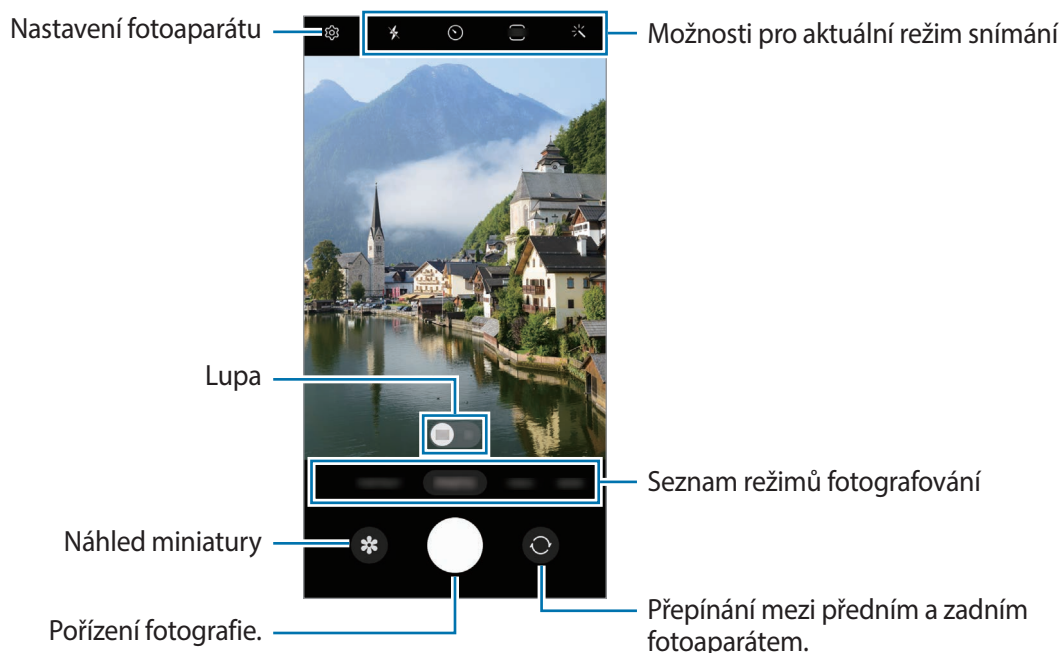 Nastavení fotoaparátu
Možnosti pro aktuální režim snímání
Lupa
Seznam režimů fotografování
Náhled miniatury
Pořízení fotografie.
Přepínání mezi předním a zadním
fotoaparátem.